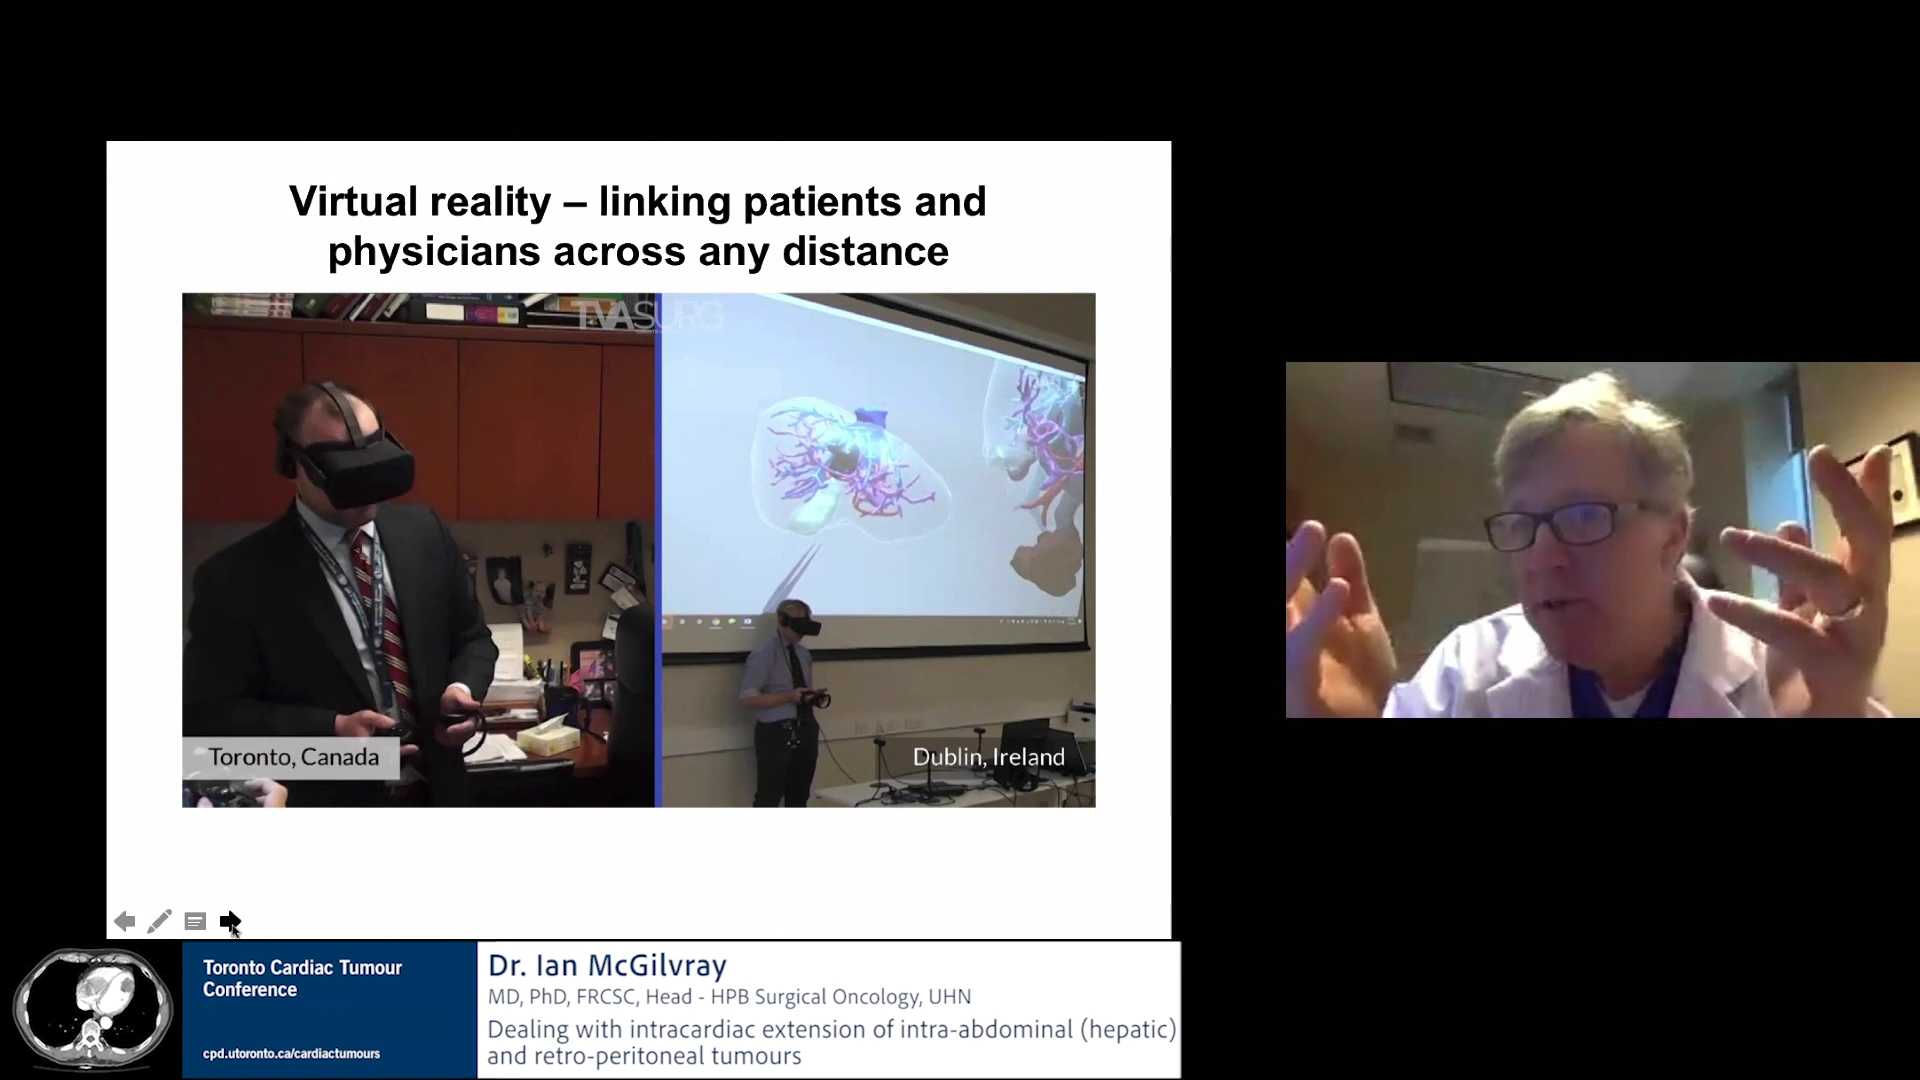 Virtual reality – linking patients and
physicians across any distance
TVASURG
Toronto, Canada
Dublin, Ireland
Toronto Cardiac Tumour
Conference
cpd.utoronto.ca/cardiactumours
Dr. Ian McGilvray
MD, PhD, FRCSC, Head - HPB Surgical Oncology, UHN
Dealing with intracardiac extension of intra-abdominal (hepatic)
and retro-peritoneal tumours